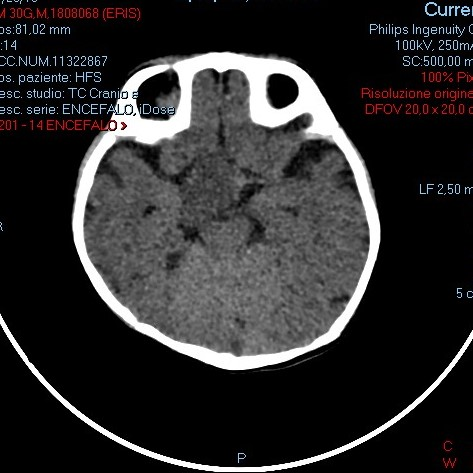 M 30G.M.1808068 (ERIS)
os:81,02 mm
:14
CC.NUM.11322867
os. paziente: HFS
esc. studio: TC Cranio e
esc. serie: ENCEFALO, iDose
201 - 14 ENCEFALO >
Curren
Philips Ingenuity C
100kV, 250mA
SC:500,00 m
100% Pix
Risoluzione origine
DFOV 20,0 x 20,0 c
LF 2,50 m
R
5 c
P
C
W